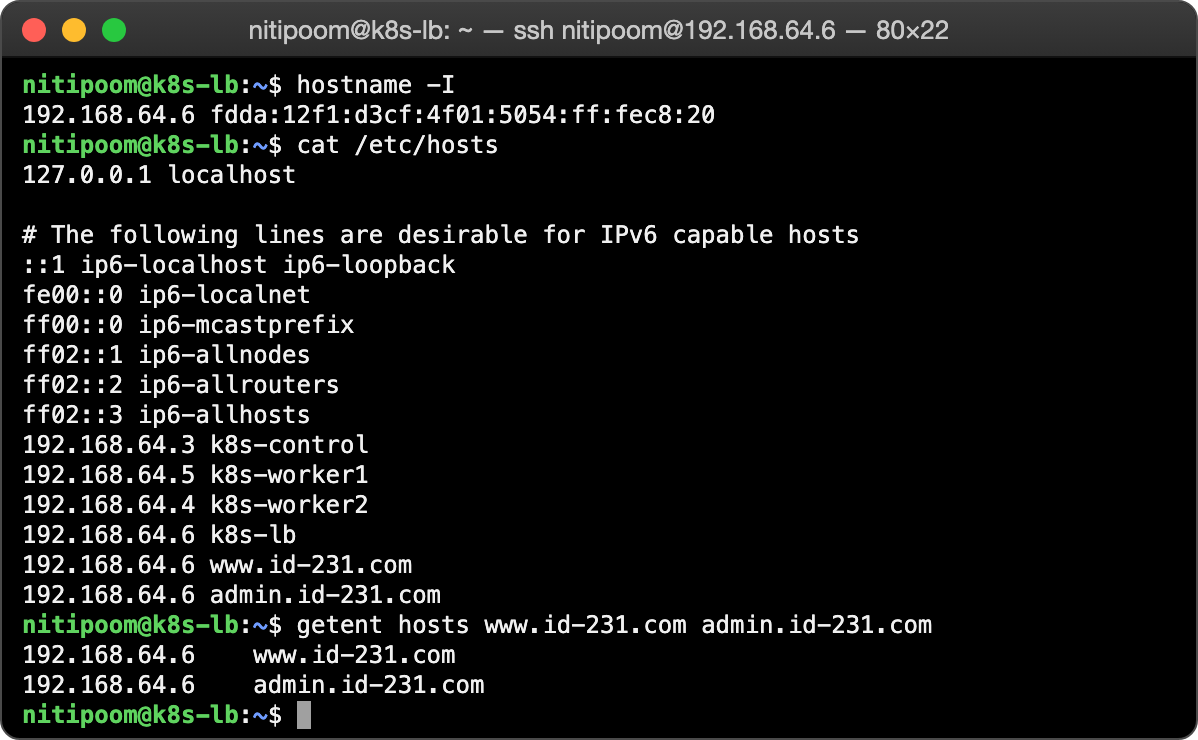 nitipoom@k8s-lb: ~ — ssh nitipoom@192.168.64.6 — 80×22
nitipoom@k8s-lb:~$ hostname -I
192.168.64.6 fdda:12f1:d3cf:4f01:5054:ff:fec8:20
nitipoom@k8s-lb:~$ cat /etc/hosts
127.0.0.1 localhost

# The following lines are desirable for IPv6 capable hosts
::1 ip6-localhost ip6-loopback
fe00::0 ip6-localnet
ff00::0 ip6-mcastprefix
ff02::1 ip6-allnodes
ff02::2 ip6-allrouters
ff02::3 ip6-allhosts
192.168.64.3 k8s-control
192.168.64.5 k8s-worker1
192.168.64.4 k8s-worker2
192.168.64.6 k8s-lb
192.168.64.6 www.id-231.com
192.168.64.6 admin.id-231.com
nitipoom@k8s-lb:~$ getent hosts www.id-231.com admin.id-231.com
192.168.64.6    www.id-231.com
192.168.64.6    admin.id-231.com
nitipoom@k8s-lb:~$